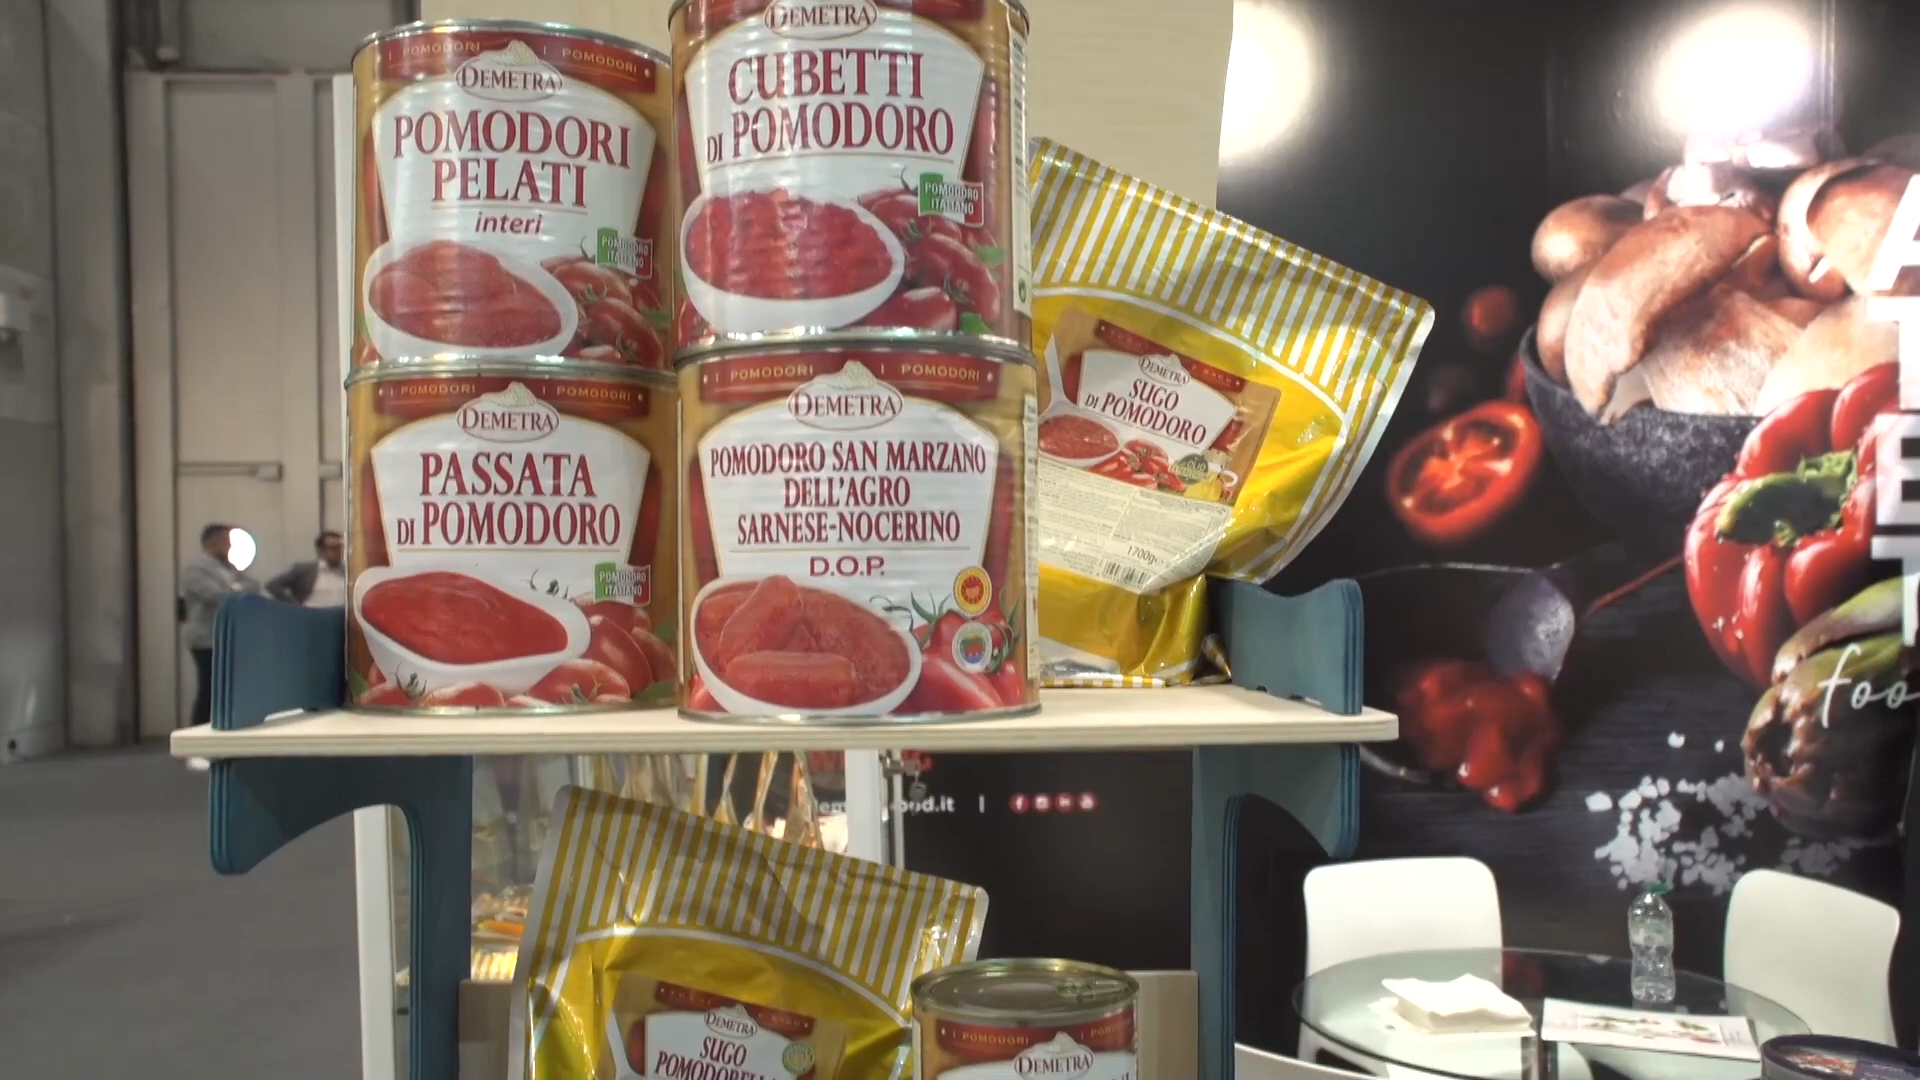 I POMODORI I POMODORI
DEMETRA
POMODORI
PELATI
interi
POMODORO
ITALIANO
DEMETRA
CUBETTI
DI POMODORO
POMODORO
ITALIANO
I POMODORI I POMODORI
DEMETRA
PASSATA
DI POMODORO
POMODORO
ITALIANO
I POMODORI I POMODORI
DEMETRA
POMODORO SAN MARZANO
DELL'AGRO
SARNESE-NOCERINO
D.O.P.
DEMETRA
SUGO
DI POMODORO
1700g
foo
DEMETRA
SUGO
I POMODORI
DEMETRA